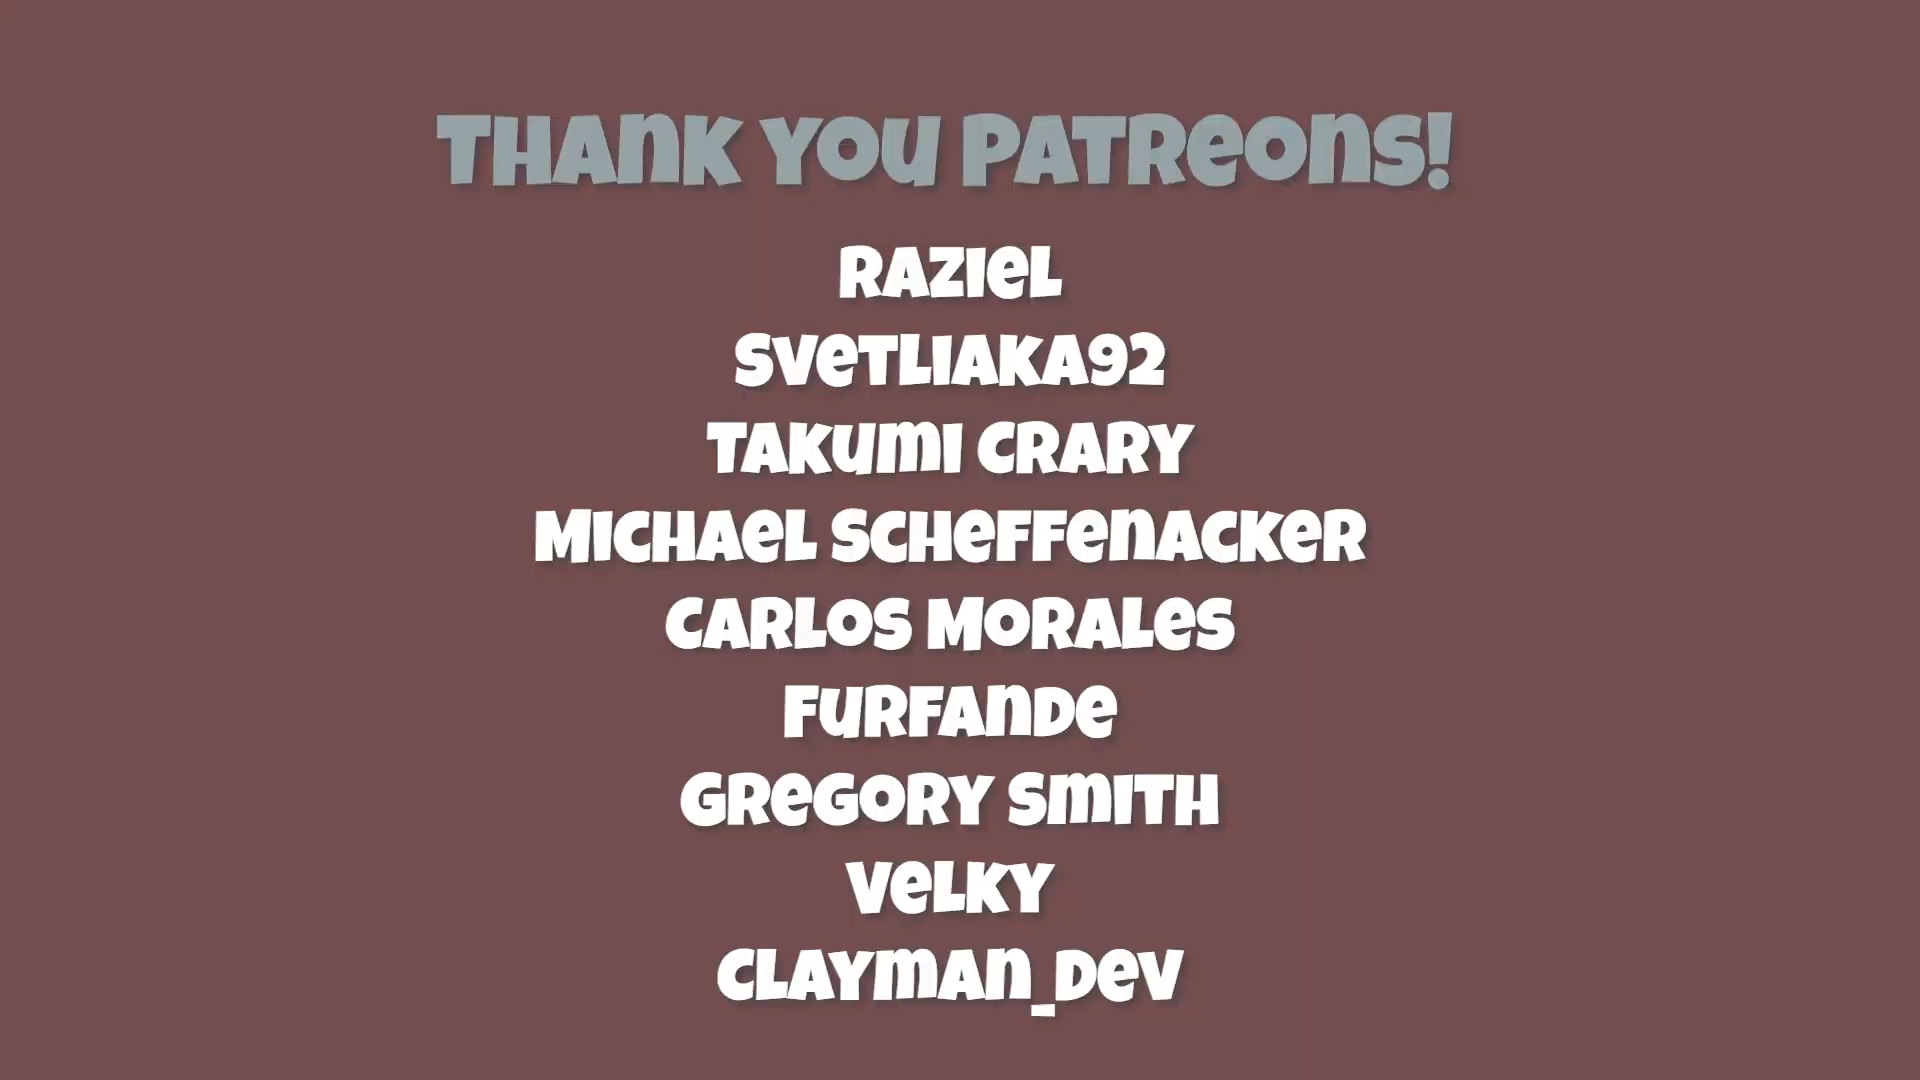 Thank you Patreons!
Raziel
Svetliaka92
Takumi Crary
Michael Scheffenacker
Carlos Morales
Furfande
Gregory Smith
Velky
Clayman_Dev